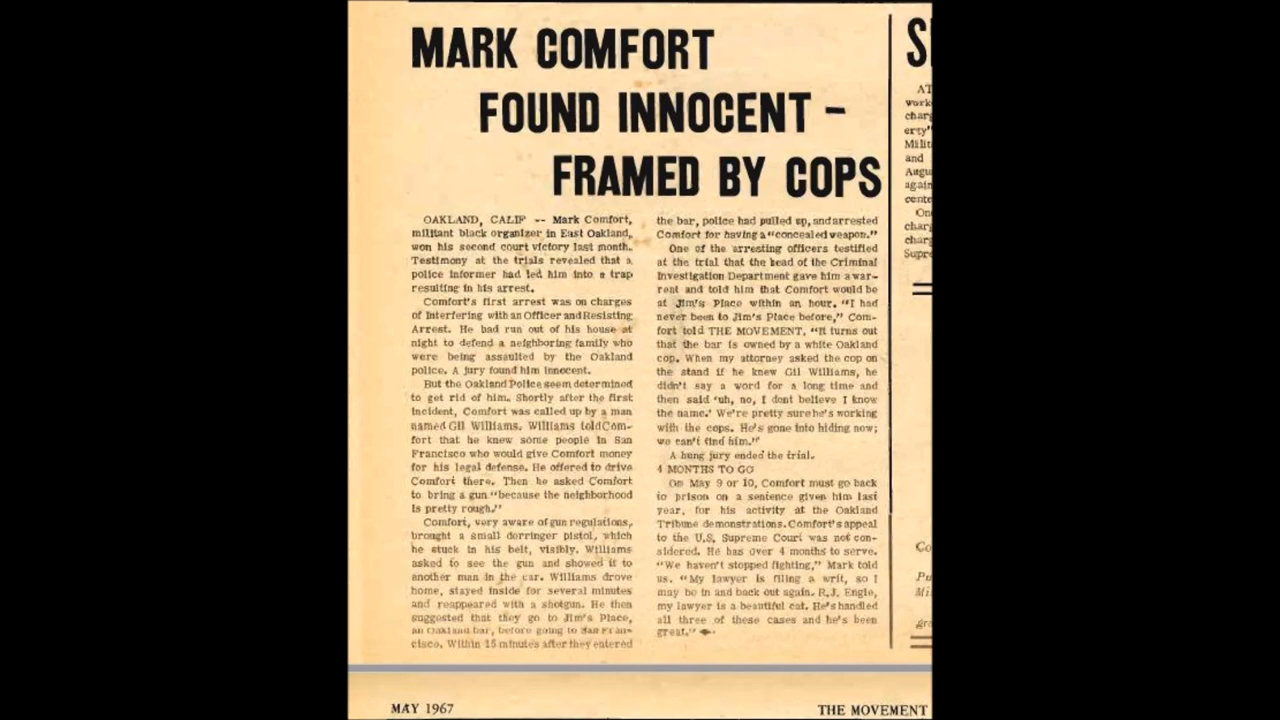 MARK COMFORT
FOUND INNOCENT -
FRAMED BY COPS
OAKLAND, CALIF -- Mark Comfort,
militant black organizer in East Oakland,
won his second court victory last month.
Testimony at the trials revealed that a
police informer had led him into a trap
resulting in his arrest.
Comfort's first arrest was on charges
of Interfering with an Officer and Resisting
Arrest. He had run out of his house at
night to defend a neighboring family who
were being assaulted by the Oakland
police. A jury found him innocent.
But the Oakland Police seem determined
to get rid of him. Shortly after the first
incident, Comfort was called up by a man
named Gil Williams. Williams told Com-
fort that he knew some people in San
Francisco who would give Comfort money
for his legal defense. He offered to drive
Comfort there. Then he asked Comfort
to bring a gun "because the neighborhood
is pretty rough."
Comfort, very aware of gun regulations,
brought a small derringer pistol, which
he stuck in his belt, visibly. Williams
asked to see the gun and showed it to
another man in the car. Williams drove
home, stayed inside for several minutes
and reappeared with a shotgun. He then
suggested that they go to Jim's Place,
an Oakland bar, before going to San Fran-
cisco. Within 15 minutes after they entered
the bar, police had pulled up, and arrested
Comfort for having a "concealed weapon."
One of the arresting officers testified
at the trial that the head of the Criminal
Investigation Department gave him a war-
rent and told him that Comfort would be
at Jim's Place within an hour. "I had
never been to Jim's Place before," Com-
fort told THE MOVEMENT, "It turns out
that the bar is owned by a white Oakland
cop. When my attorney asked the cop on
the stand if he knew Gil Williams, he
didn't say a word for a long time and
then said 'uh, no, I dont believe I know
the name.' We're pretty sure he's working
with the cops. He's gone into hiding now;
we can't find him."
A hung jury ended the trial.
4 MONTHS TO GO
On May 9 or 10, Comfort must go back
to prison on a sentence given him last
year, for his activity at the Oakland
Tribune demonstrations. Comfort's appeal
to the U.S. Supreme Court was not con-
sidered. He has over 4 months to serve.
"We haven't stopped fighting," Mark told
us. "My lawyer is filing a writ, so I
may be in and back out again. R.J. Engle,
my lawyer is a beautiful cat. He's handled
all three of these cases and he's been
great."
AT
work
charg
erty"
Milit
and
Augu
again
cente
On
charg
charg
Supre
Co
Pu
Mi
gr
MAY 1967
THE MOVEMENT